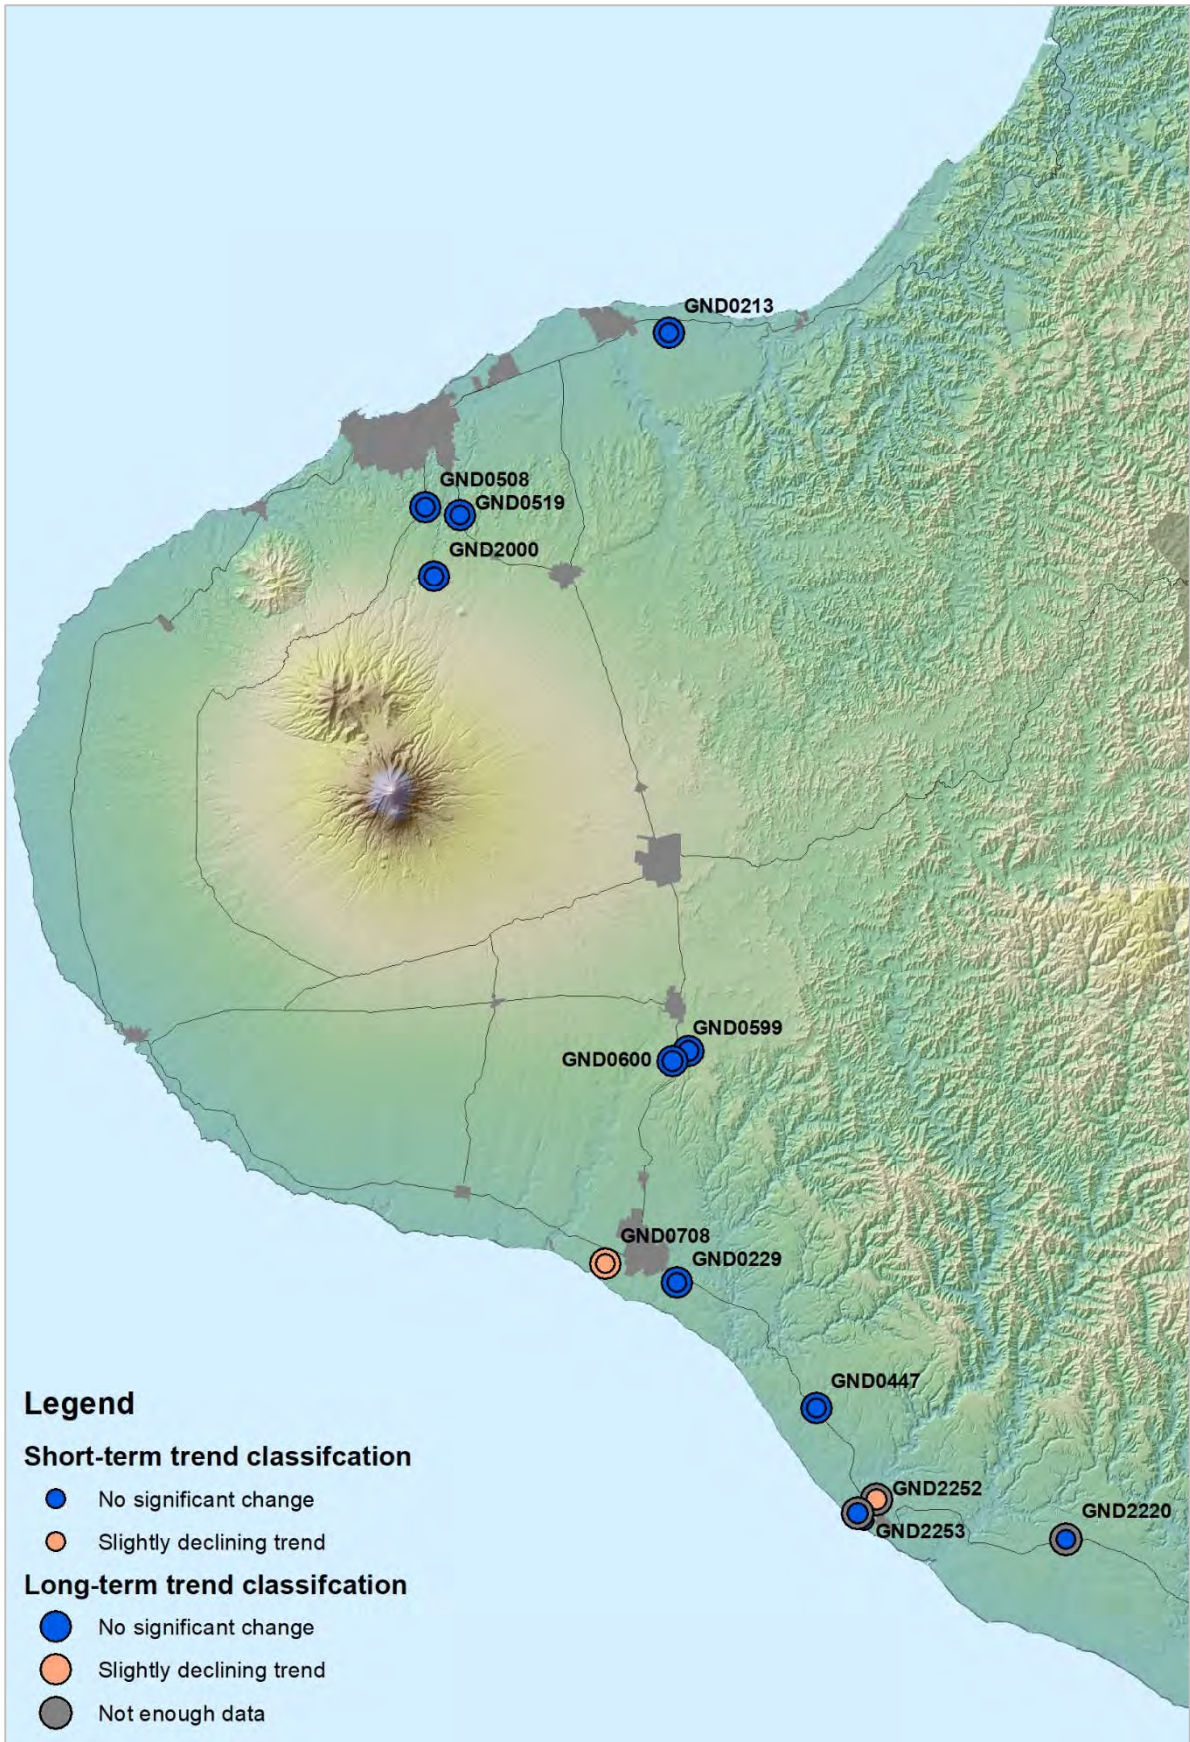 GND0213
GND0508
GND0519
GND2000
GND0599
GND0600
GND0708
GND0229
GND0447
GND2252
GND2253
GND2220
Legend
Short-term trend classifcation
No significant change
Slightly declining trend
Long-term trend classifcation
No significant change
Slightly declining trend
Not enough data